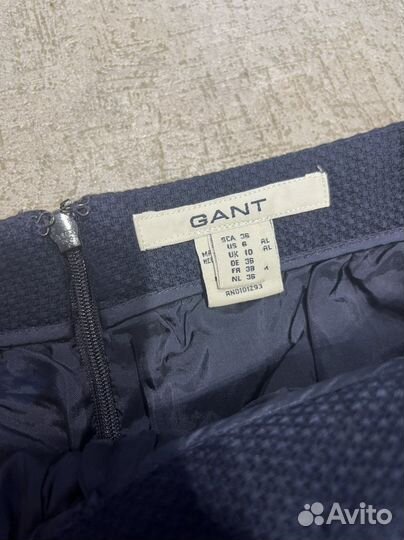 GANT
SCA 36
US 6
UK 10
DE 36
FR 38
NL 36
RN0101293
Avito